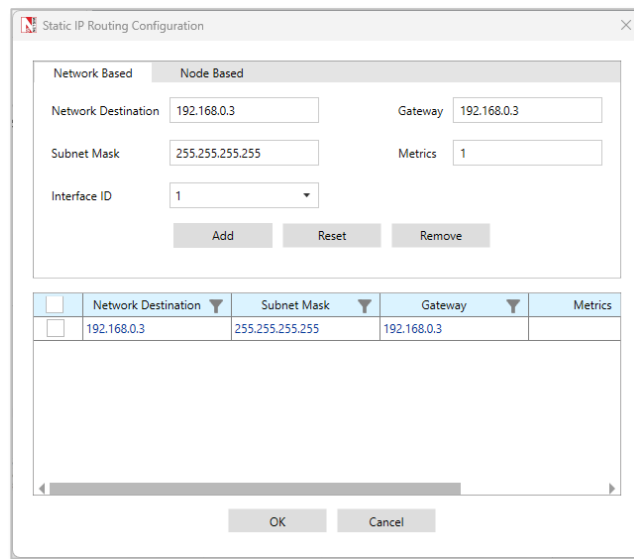 Static IP Routing Configuration
Network Based Node Based
Network Destination 192.168.0.3 Gateway 192.168.0.3
Subnet Mask 255.255.255.255 Metrics 1
Interface ID 1
Add Reset Remove
Network Destination Subnet Mask Gateway Metrics
192.168.0.3 255.255.255.255 192.168.0.3
OK Cancel